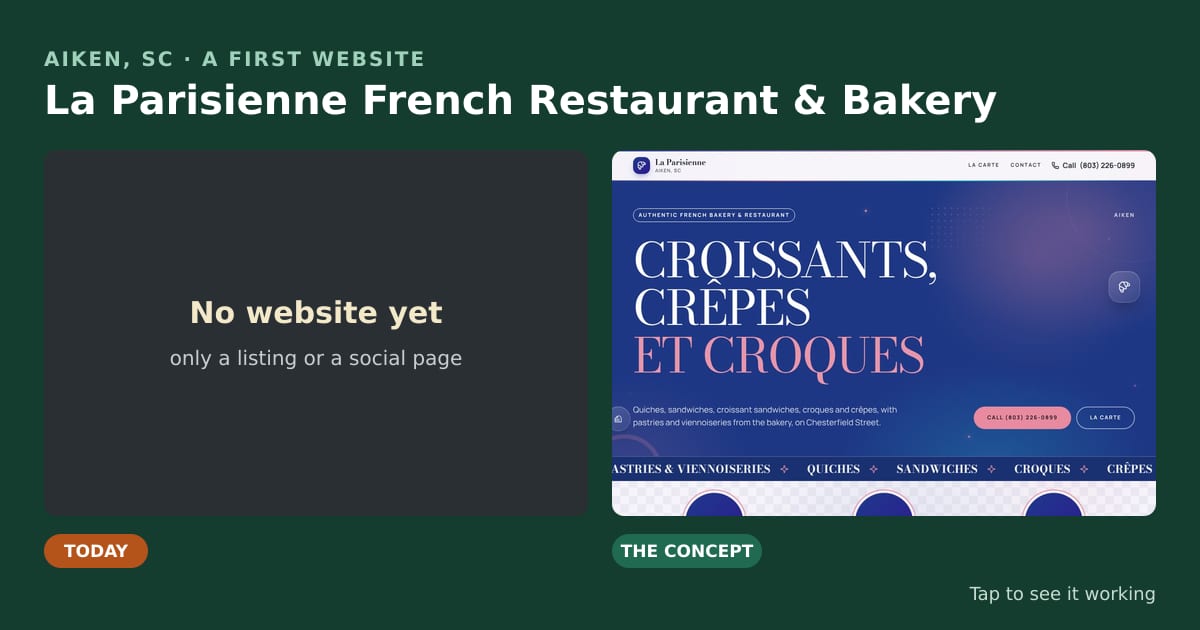 AIKEN, SC · A FIRST WEBSITE
La Parisienne French Restaurant & Bakery
No website yet
only a listing or a social page
TODAY
La Parisienne
AIKEN, SC
LA CARTE
CONTACT
Call (803) 226-0899
AUTHENTIC FRENCH BAKERY & RESTAURANT
AIKEN
CROISSANTS,
CRÊPES
ET CROQUES
Quiches, sandwiches, croissant sandwiches, croques and crêpes, with
pastries and viennoiseries from the bakery, on Chesterfield Street.
CALL (803) 226-0899
LA CARTE
ASTRIES & VIENNOISERIES ✧ QUICHES ✧ SANDWICHES ✧ CROQUES ✧ CRÊPES
THE CONCEPT
Tap to see it working